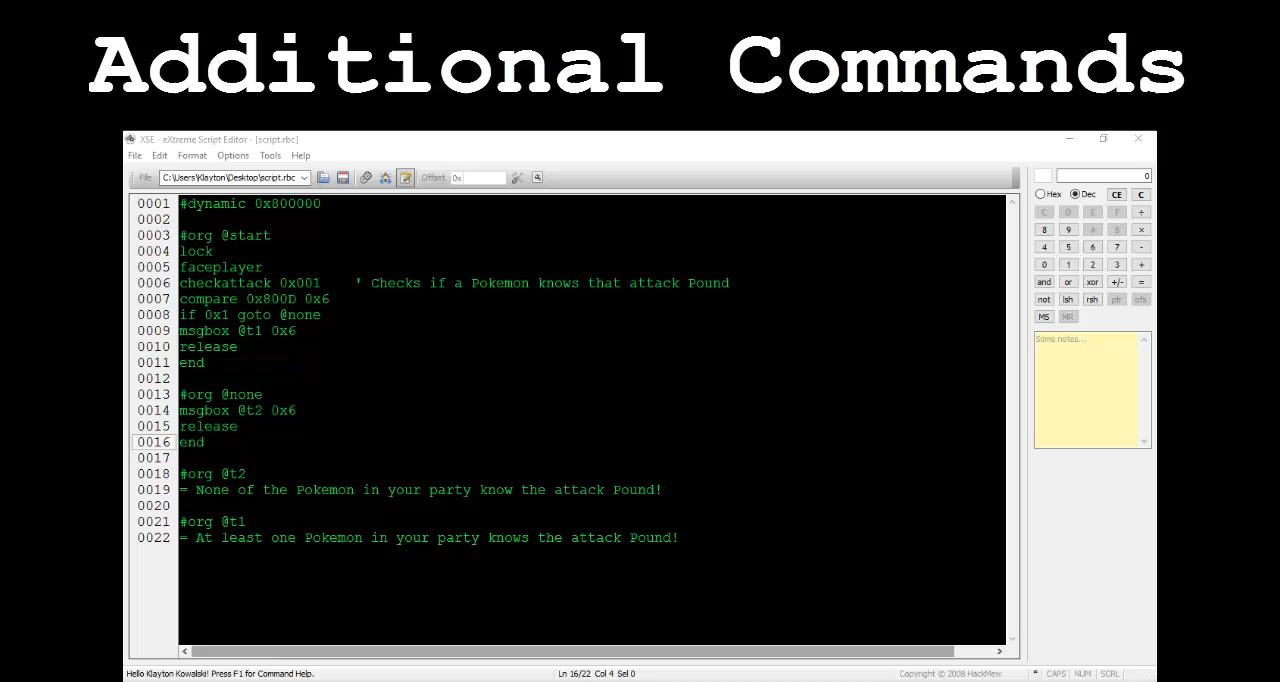 Additional Commands
XSE - eXtreme Script Editor - [script.rbc]
File Edit Format Options Tools Help
File C:\Users\Klayton\Desktop\script.rbc Offset 0x
0
Hex Dec CE C
C D E F ÷
8 9 A B ×
4 5 6 7 -
0 1 2 3 +
and or xor +/- =
not lsh rsh ptr ofs
MS MR
Some notes...
0001 #dynamic 0x800000
0002
0003 #org @start
0004 lock
0005 faceplayer
0006 checkattack 0x001 ' Checks if a Pokemon knows that attack Pound
0007 compare 0x800D 0x6
0008 if 0x1 goto @none
0009 msgbox @t1 0x6
0010 release
0011 end
0012
0013 #org @none
0014 msgbox @t2 0x6
0015 release
0016 end
0017
0018 #org @t2
0019 = None of the Pokemon in your party know the attack Pound!
0020
0021 #org @t1
0022 = At least one Pokemon in your party knows the attack Pound!
Hello Klayton Kowalski! Press F1 for Command Help. Ln 16/22 Col 4 Sel 0 Copyright © 2008 HackMew * CAPS NUM SCRL